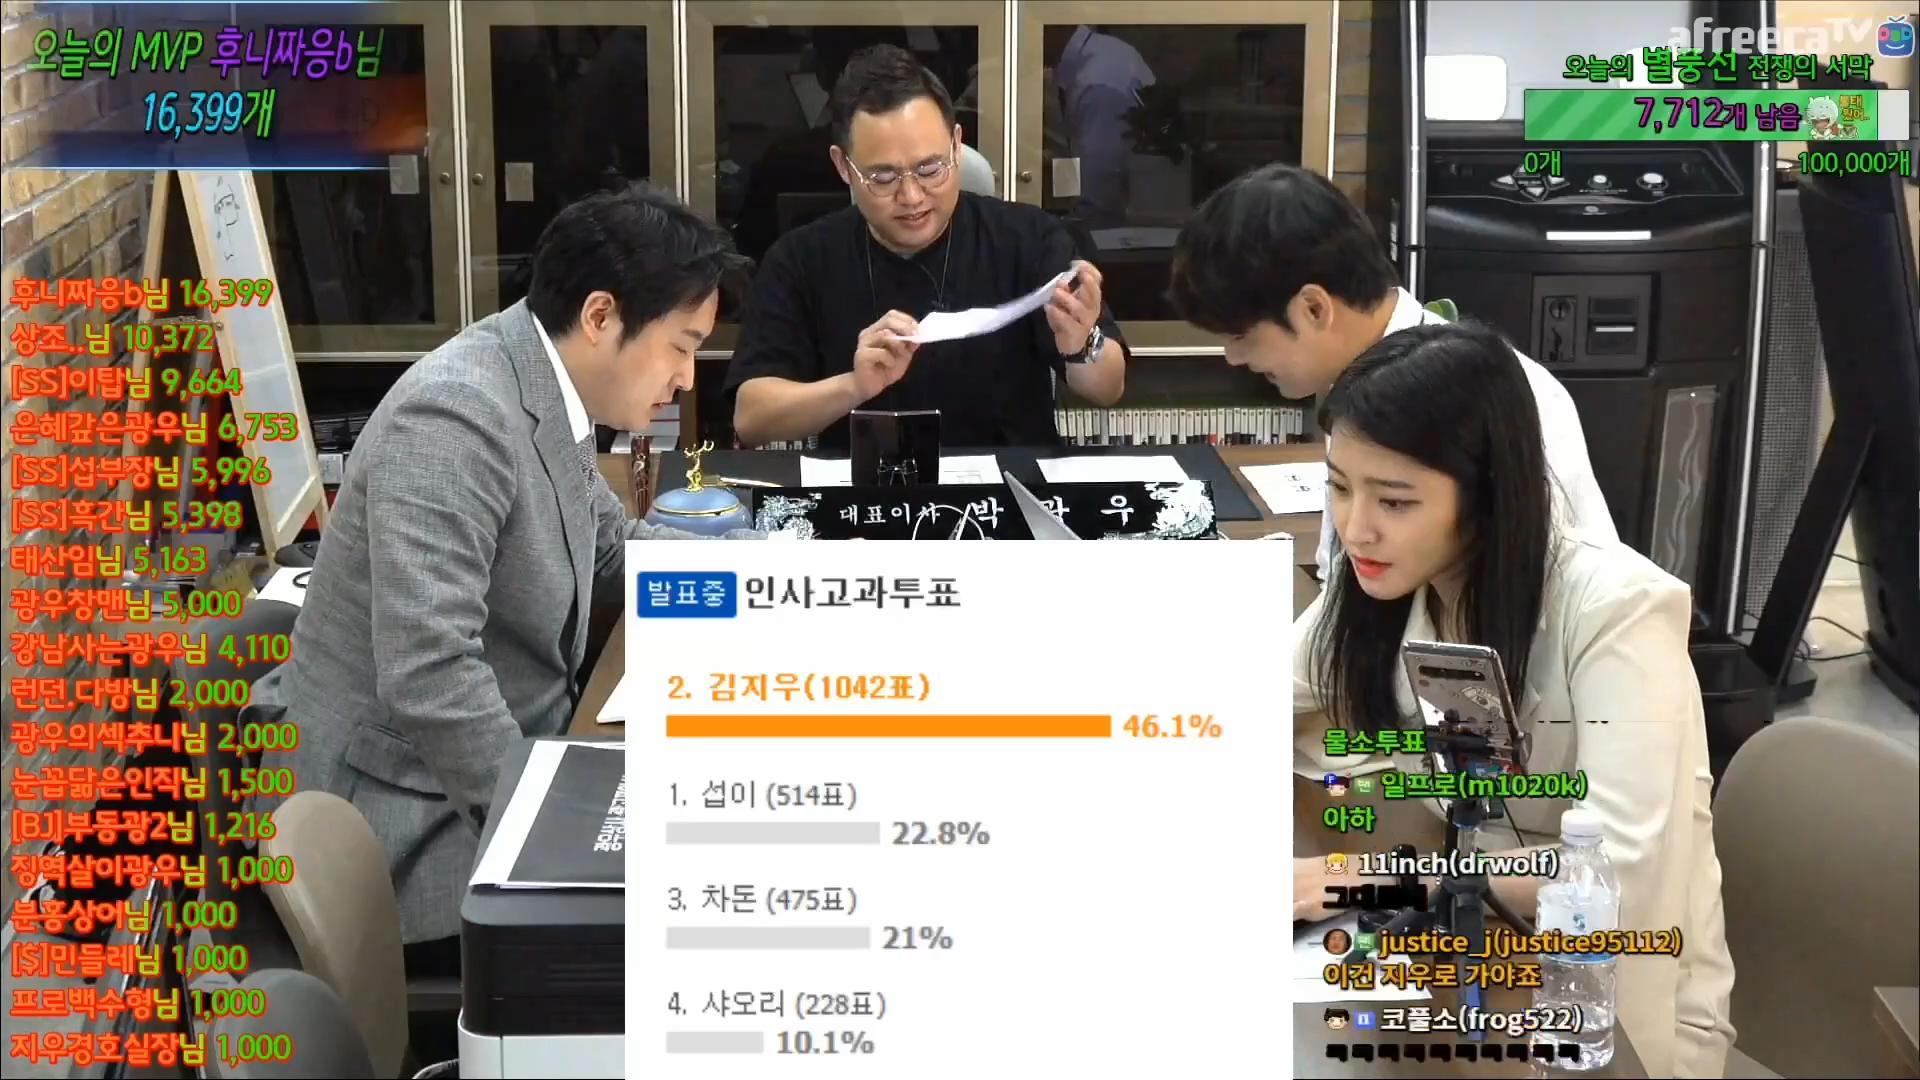 오늘의 MVP 후니짜응b님
16,399개
afreecaTV
오늘의 별풍선 전쟁의 서막
7,712개 남음
0개
100,000개
후니짜응b님 16,399
상조..님 10,372
[SS]이탑님 9,664
은혜갚은광우님 6,753
[SS]섭부장님 5,996
[SS]흑간님 5,398
태산임님 5,163
광우창맨님 5,000
강남사는광우님 4,110
런던.다방님 2,000
광우의섹추니님 2,000
눈꼽닮은인직님 1,500
[BJ]부동광2님 1,216
징역살이광우님 1,000
분홍상어님 1,000
[$]민들레님 1,000
프로백수형님 1,000
지우경호실장님 1,000
대표이사 박 광 우
발표중 인사고과투표
2. 김지우(1042표)
46.1%
1. 섭이 (514표)
22.8%
3. 차돈 (475표)
21%
4. 샤오리 (228표)
10.1%
물소투표
일프로(m1020k)
아하
11inch(drwolf)
justice_j(justice95112)
이건 지우로 가야죠
코풀소(frog522)
ㅋㅋㅋㅋㅋㅋㅋㅋㅋㅋ